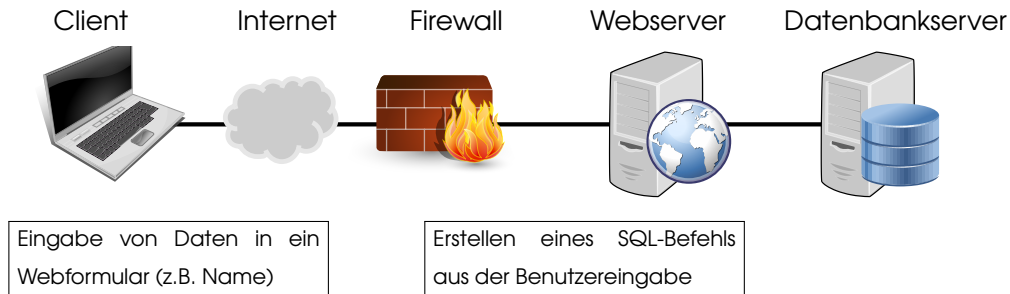 Client Internet Firewall Webserver Datenbankserver
Eingabe von Daten in ein
Webformular (z.B. Name)
Erstellen eines SQL-Befehls
aus der Benutzereingabe